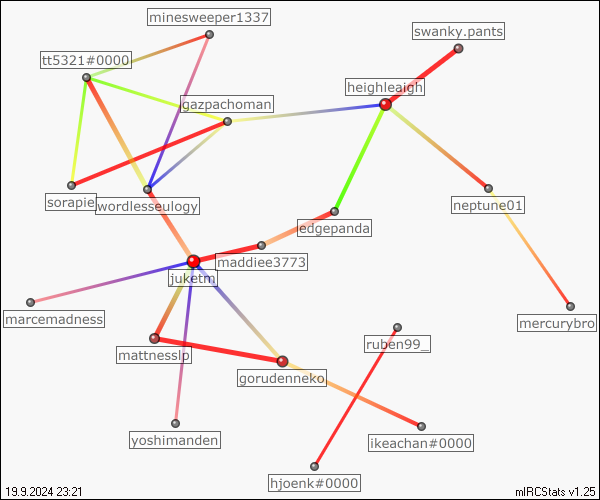 minesweeper1337
swanky.pants
tt5321#0000
heighleaigh
gazpachoman
sorapie
wordlesseulogy
neptune01
edgepanda
maddiee3773
juketm
marcemadness
mercurybro
ruben99_
mattnesslp
gorudenneko
yoshimanden
ikeachan#0000
hjoenk#0000
19.9.2024 23:21
mIRCStats v1.25